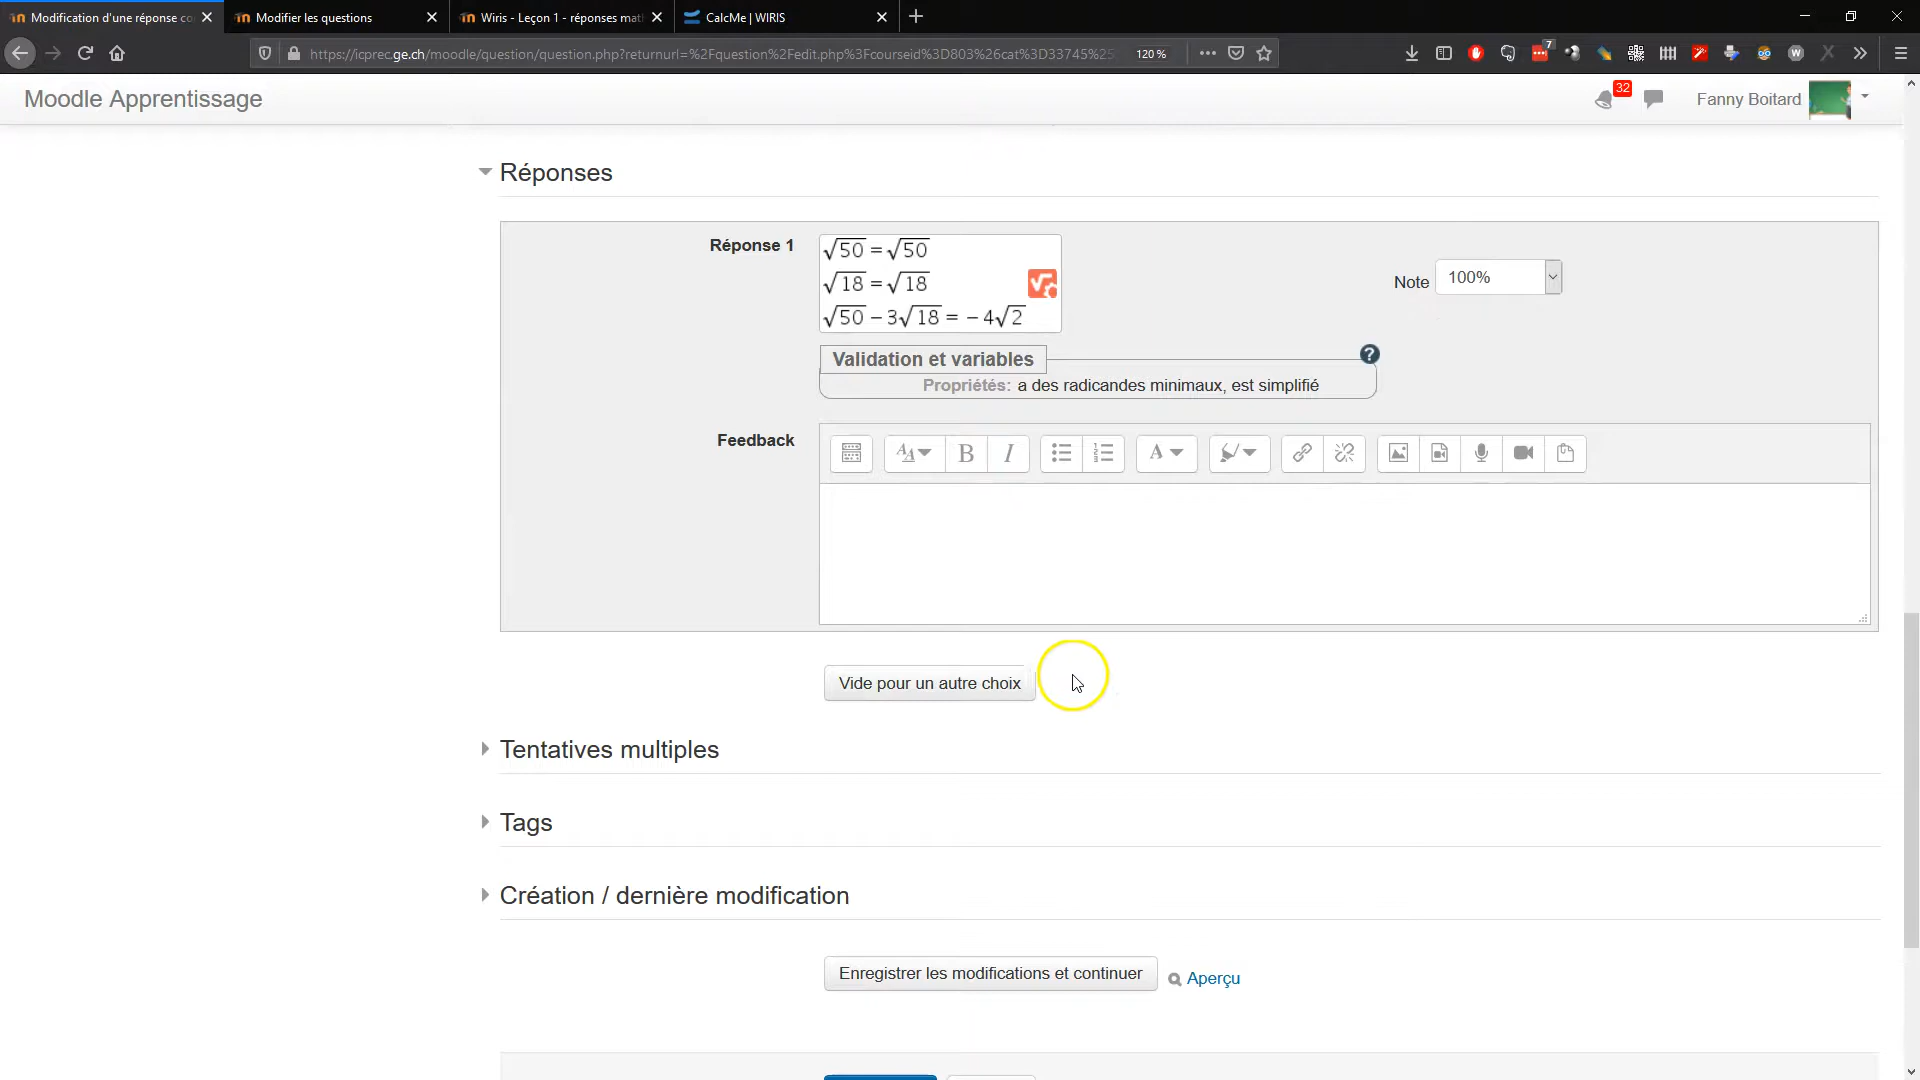 Modification d'une réponse co
Modifier les questions
Wiris - Leçon 1 - réponses mat
CalcMe | WIRIS
https://icprec.ge.ch/moodle/question/question.php?returnurl=%2Fquestion%2Fedit.php%3Fcourseid%3D803%26cat%3D33745%25
120 %
7
Moodle Apprentissage
32
Fanny Boitard
Réponses
Réponse 1
√50 = √50
√18 = √18
√50 − 3√18 = − 4√2
Note 100%
Validation et variables
?
Propriétés: a des radicandes minimaux, est simplifié
Feedback
Vide pour un autre choix
Tentatives multiples
Tags
Création / dernière modification
Enregistrer les modifications et continuer
Aperçu